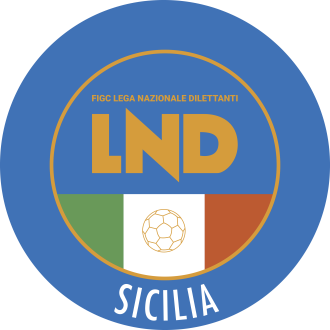 FIGC LEGA NAZIONALE DILETTANTI
LND
SICILIA